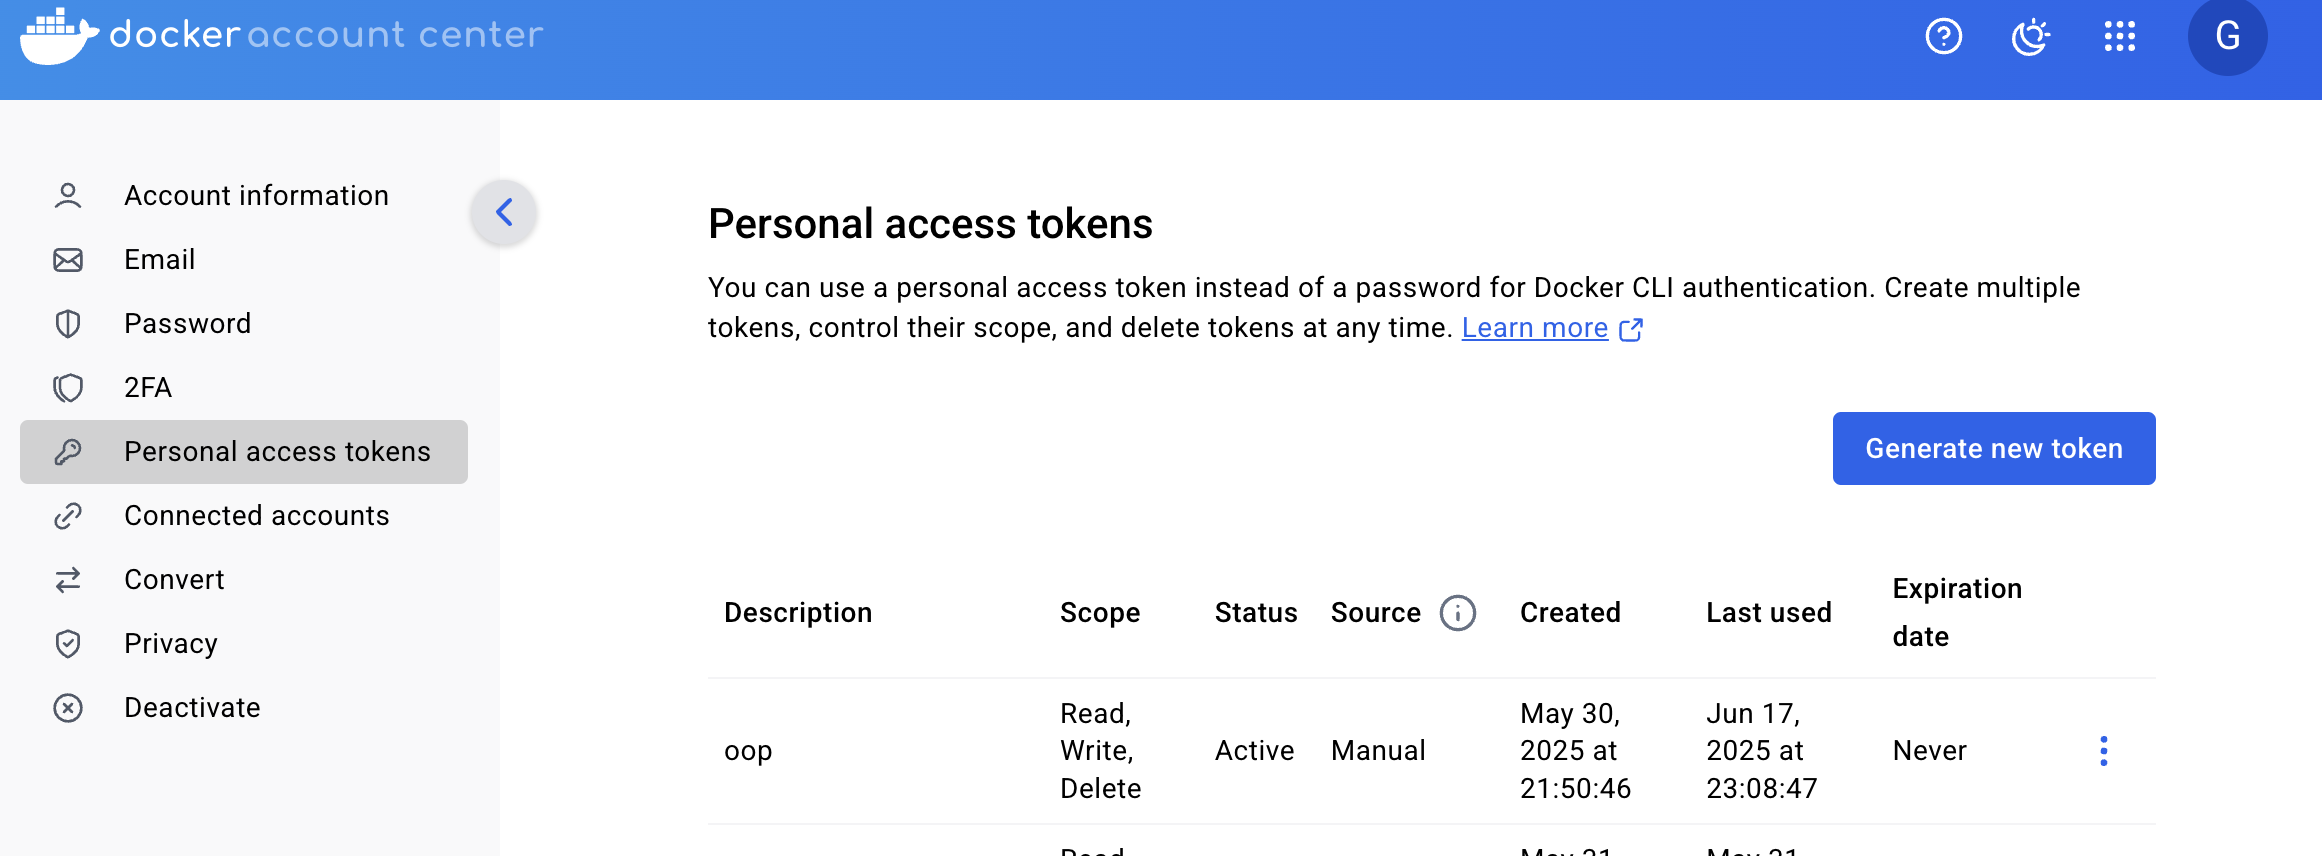 docker account center
G
Account information
Email
Password
2FA
Personal access tokens
Connected accounts
Convert
Privacy
Deactivate
Personal access tokens
You can use a personal access token instead of a password for Docker CLI authentication. Create multiple
tokens, control their scope, and delete tokens at any time. Learn more
Generate new token
Description Scope Status Source Created Last used Expiration date
oop Read, Write, Delete Active Manual May 30, 2025 at 21:50:46 Jun 17, 2025 at 23:08:47 Never